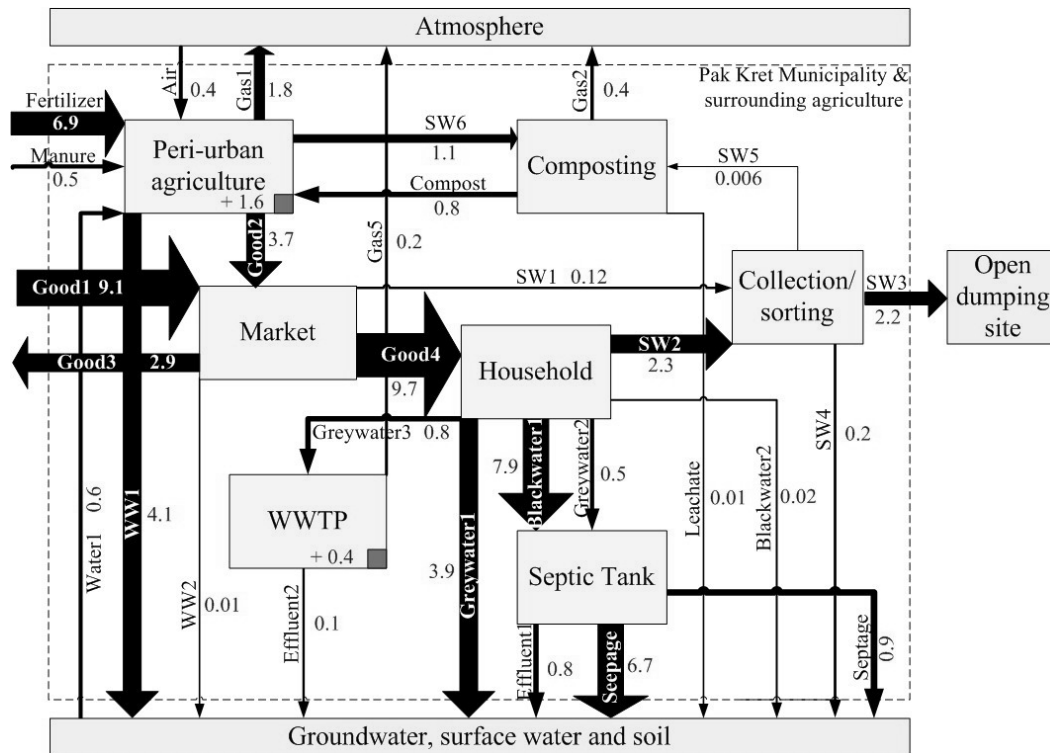 Atmosphere
Pak Kret Municipality &
surrounding agriculture
Air
0.4
Gas1
1.8
Gas2
0.4
Fertilizer
6.9
Manure
0.5
Peri-urban
agriculture
+ 1.6
SW6
1.1
Compost
0.8
Composting
SW5
0.006
Good2
3.7
Gas5
0.2
Good1 9.1
Market
SW1 0.12
Collection/
sorting
SW3
2.2
Open
dumping
site
Good3 2.9
Good4
9.7
Household
SW2
2.3
Greywater3 0.8
SW4
0.2
WWTP
+ 0.4
Blackwater1
7.9
Greywater2
0.5
Water1 0.6
WW1
4.1
WW2
0.01
Effluent2
0.1
Greywater1
3.9
Septic Tank
Leachate
0.01
Blackwater2
0.02
Effluent1
0.8
Seepage
6.7
Septage
0.9
Groundwater, surface water and soil